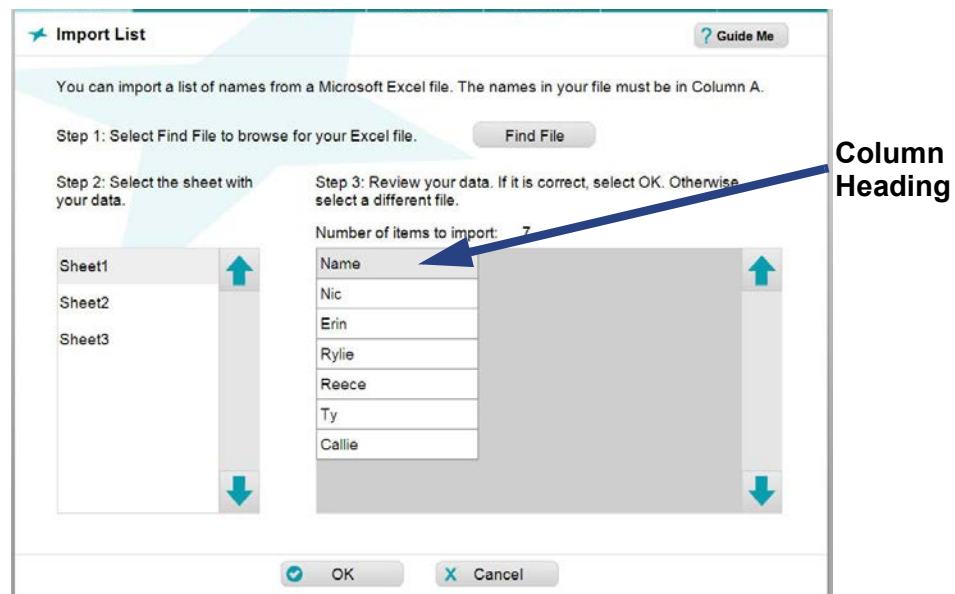 Import List
? Guide Me
You can import a list of names from a Microsoft Excel file. The names in your file must be in Column A.
Step 1: Select Find File to browse for your Excel file.
Find File
Column
Heading
Step 2: Select the sheet with
your data.
Step 3: Review your data. If it is correct, select OK. Otherwise
select a different file.
Number of items to import: 7
Sheet1
Sheet2
Sheet3
Name
Nic
Erin
Rylie
Reece
Ty
Callie
OK
X Cancel